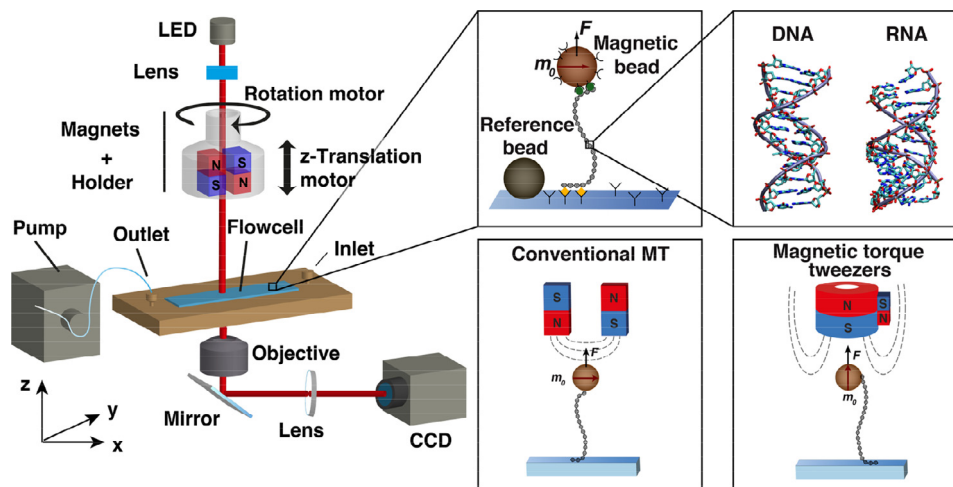 LED
Lens
Rotation motor
Magnets
+
Holder
N
S
S
N
z-Translation
motor
Pump
Outlet
Flowcell
Inlet
Objective
Mirror
Lens
CCD
z
y
x
F
m₀
Magnetic
bead
Reference
bead
DNA
RNA
Conventional MT
S
N
N
S
F
m₀
Magnetic torque
tweezers
N
S
S
N
F
m₀